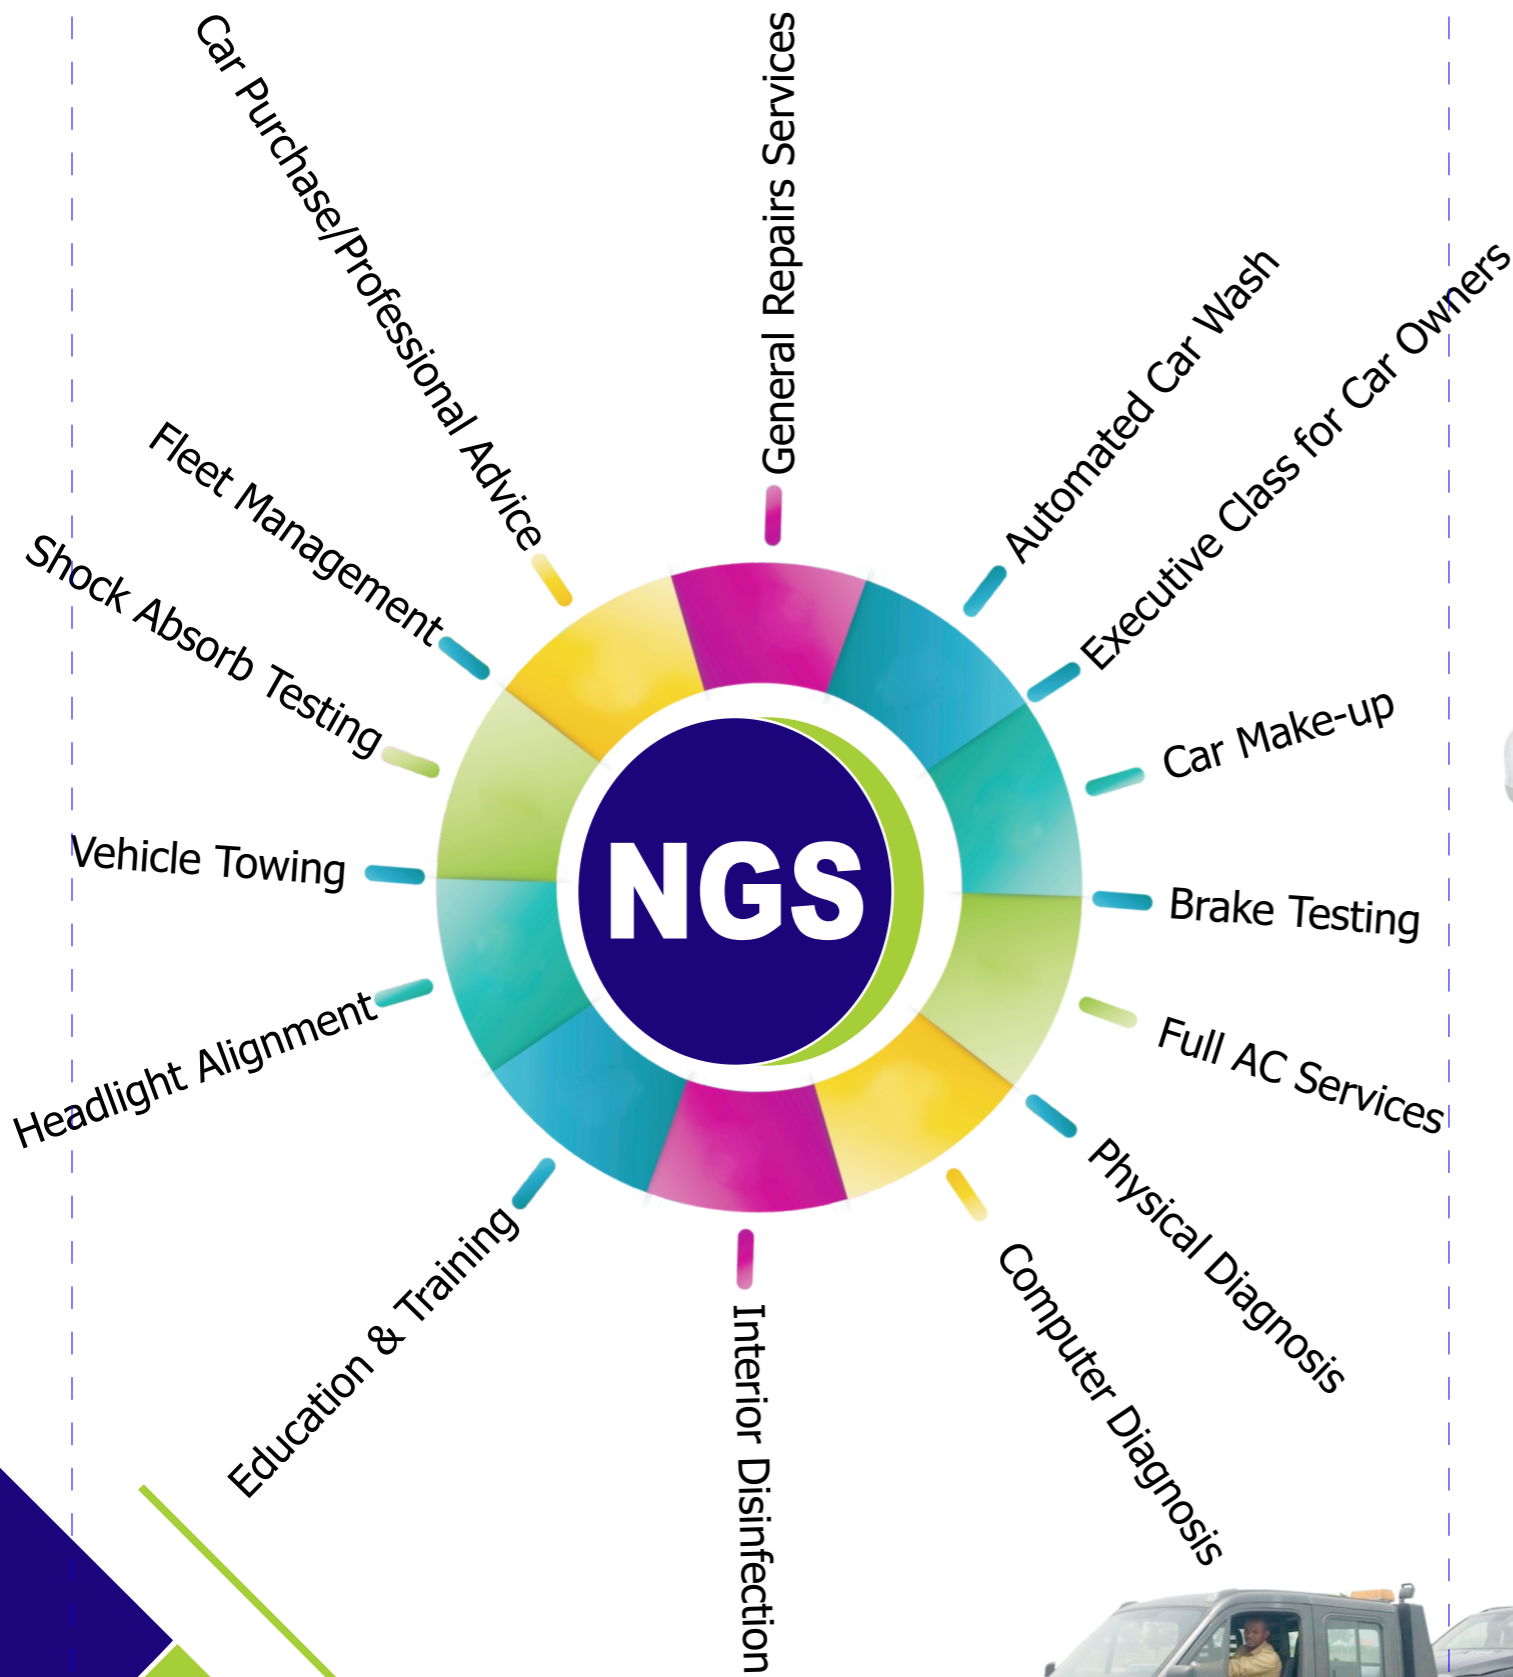 General Repairs Services
Automated Car Wash
Executive Class for Car Owners
Car Make-up
Brake Testing
Full AC Services
Physical Diagnosis
Computer Diagnosis
Interior Disinfection
Education & Training
Headlight Alignment
Vehicle Towing
Shock Absorb Testing
Fleet Management
Car Purchase/Professional Advice
NGS